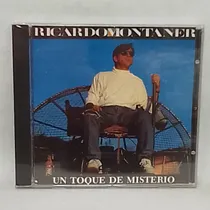 RICARDO MONTANER
UN TOQUE DE MISTERIO